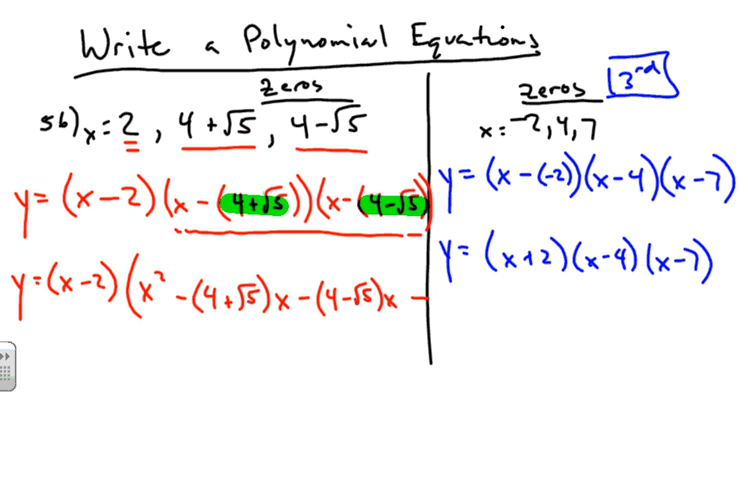 Write a Polynomial Equations
zeros
56) x = 2, 4+√5, 4-√5
y = (x-2)(x-(4+√5))(x-(4-√5))
y = (x-2)(x² -(4+√5)x -(4-√5)x -
3rd
zeros
x = -2, 4, 7
y = (x-(-2))(x-4)(x-7)
y = (x+2)(x-4)(x-7)